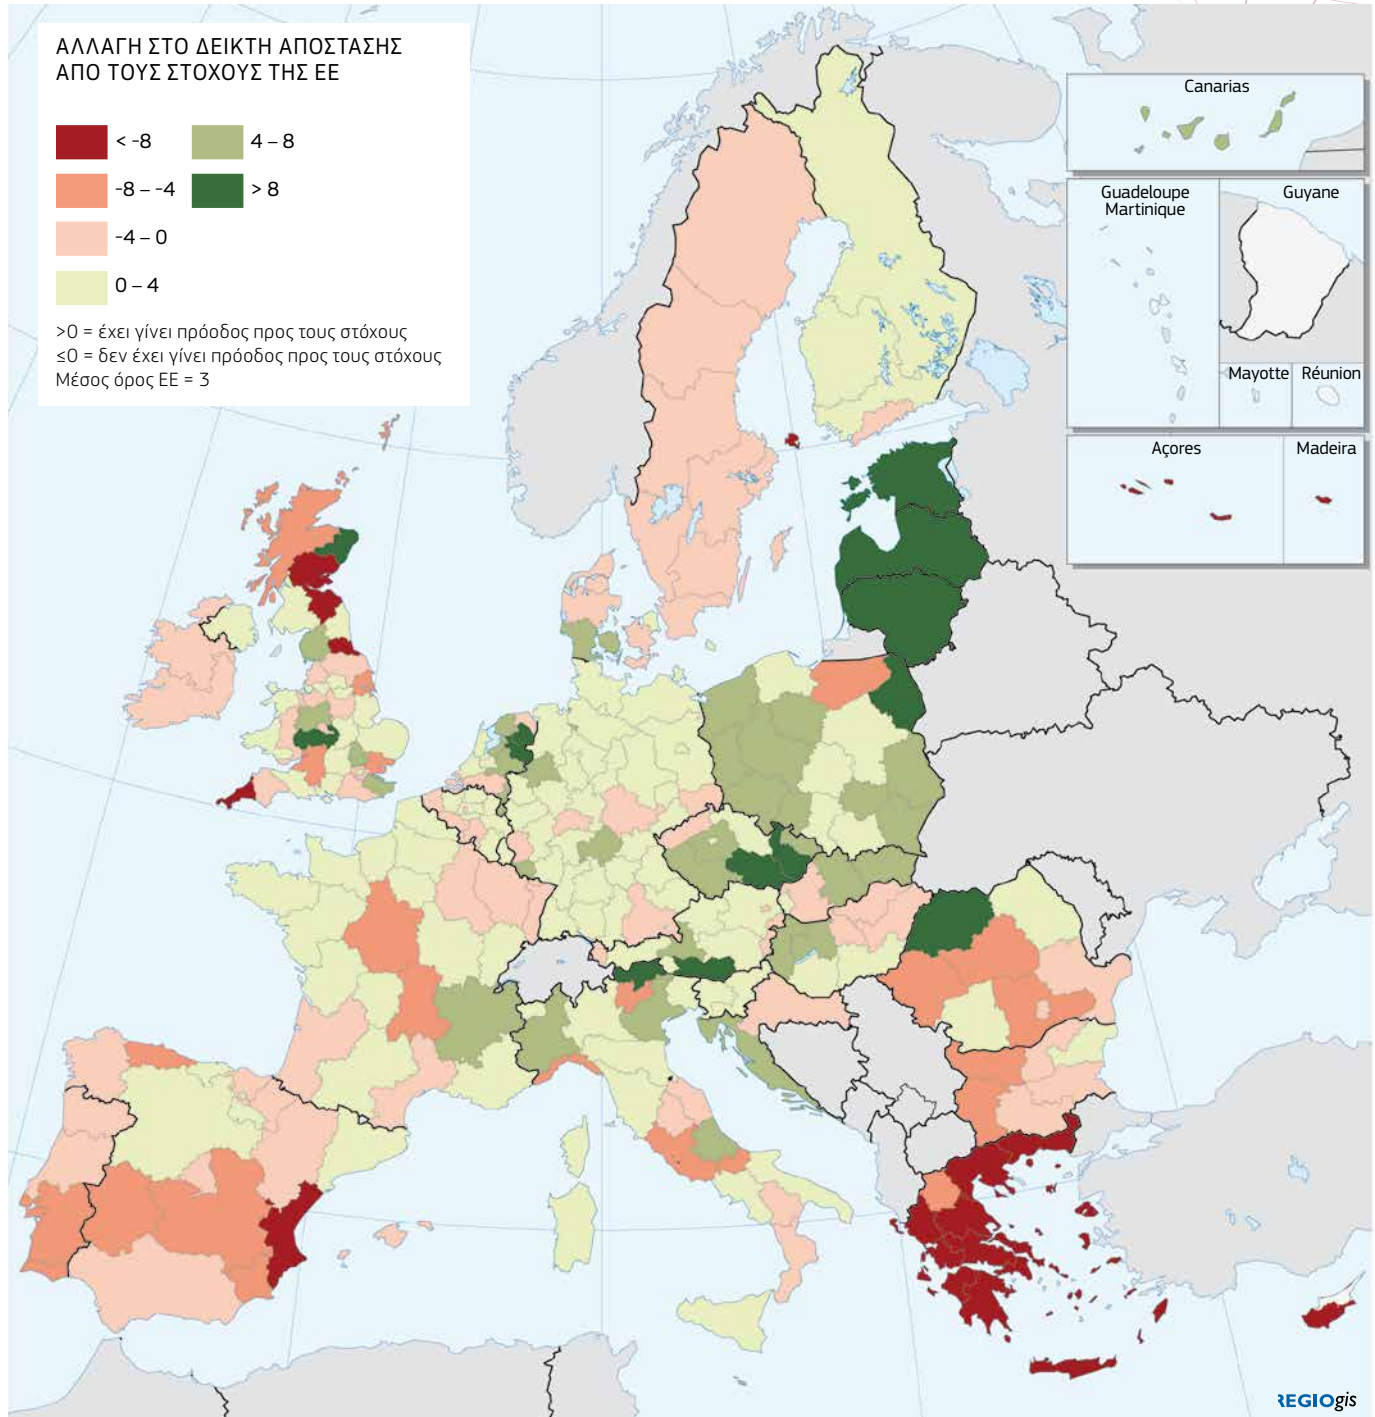 ΑΛΛΑΓΗ ΣΤΟ ΔΕΙΚΤΗ ΑΠΟΣΤΑΣΗΣ
ΑΠΟ ΤΟΥΣ ΣΤΟΧΟΥΣ ΤΗΣ ΕΕ
< -8
4 – 8
-8 – -4
> 8
-4 – 0
0 – 4
>0 = έχει γίνει πρόοδος προς τους στόχους
≤0 = δεν έχει γίνει πρόοδος προς τους στόχους
Μέσος όρος ΕΕ = 3
Canarias
Guadeloupe
Martinique
Guyane
Mayotte
Réunion
Açores
Madeira
REGIOgis